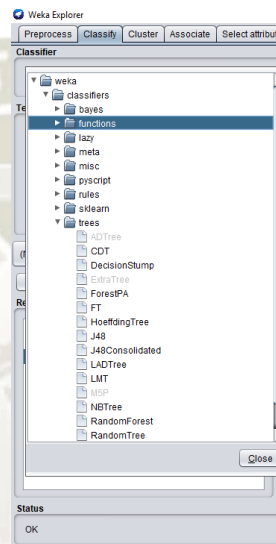 Weka Explorer
Preprocess Classify Cluster Associate Select attribut
Classifier
weka
classifiers
bayes
functions
lazy
meta
misc
pyscript
rules
sklearn
trees
ADTree
CDT
DecisionStump
ExtraTree
ForestPA
FT
HoeffdingTree
J48
J48Consolidated
LADTree
LMT
M5P
NBTree
RandomForest
RandomTree
Close
Status
OK